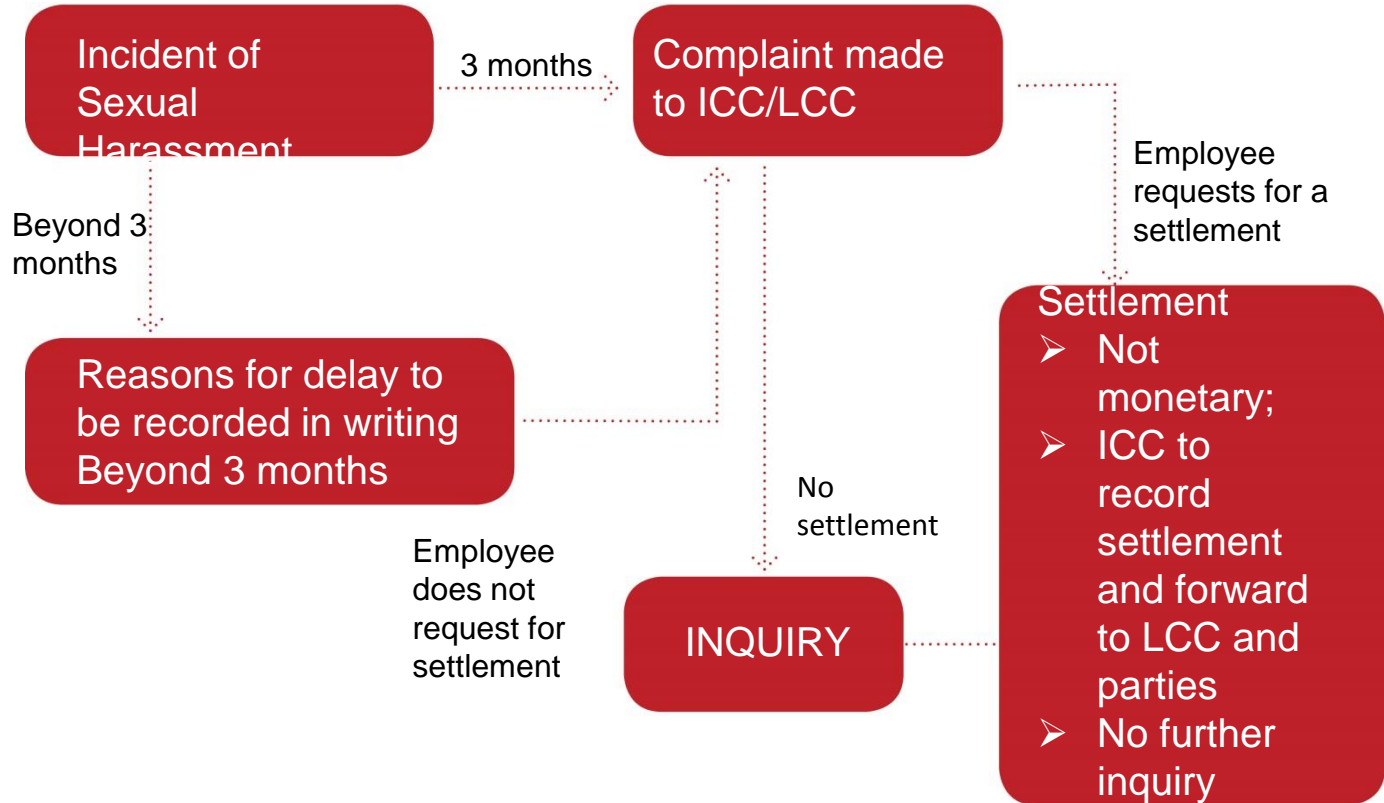 Incident of
Sexual
Harassment
3 months
Complaint made
to ICC/LCC
Employee
requests for a
settlement
Beyond 3
months
Reasons for delay to
be recorded in writing
Beyond 3 months
Settlement
➢ Not
monetary;
➢ ICC to
record
settlement
and forward
to LCC and
parties
➢ No further
inquiry
No
settlement
Employee
does not
request for
settlement
INQUIRY